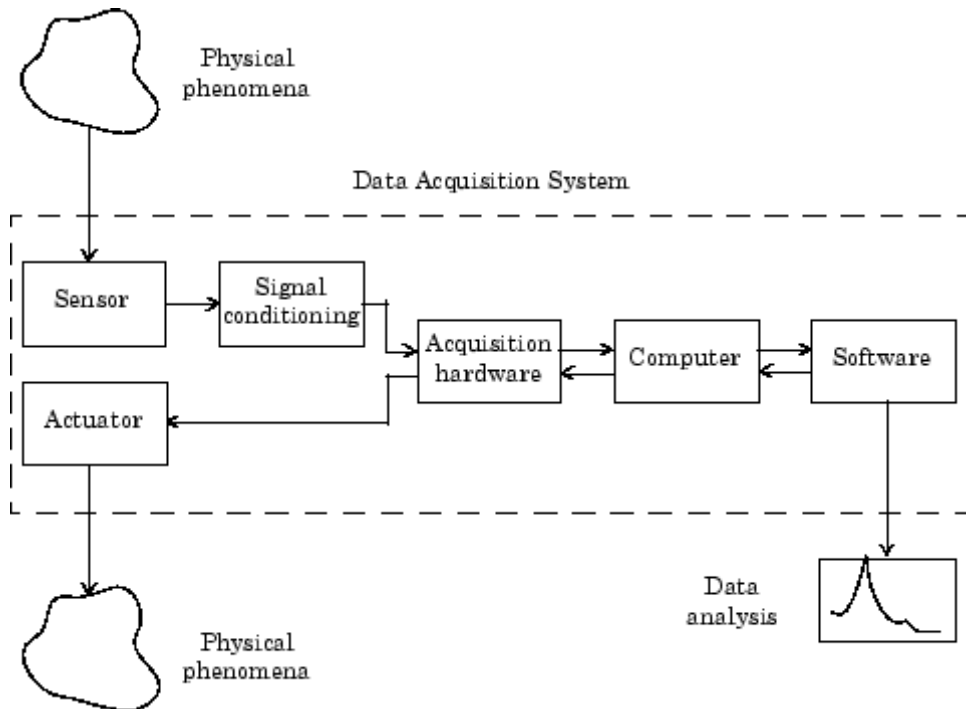 Physical
phenomena
Data Acquisition System
Sensor
Signal
conditioning
Acquisition
hardware
Computer
Software
Actuator
Data
analysis
Physical
phenomena